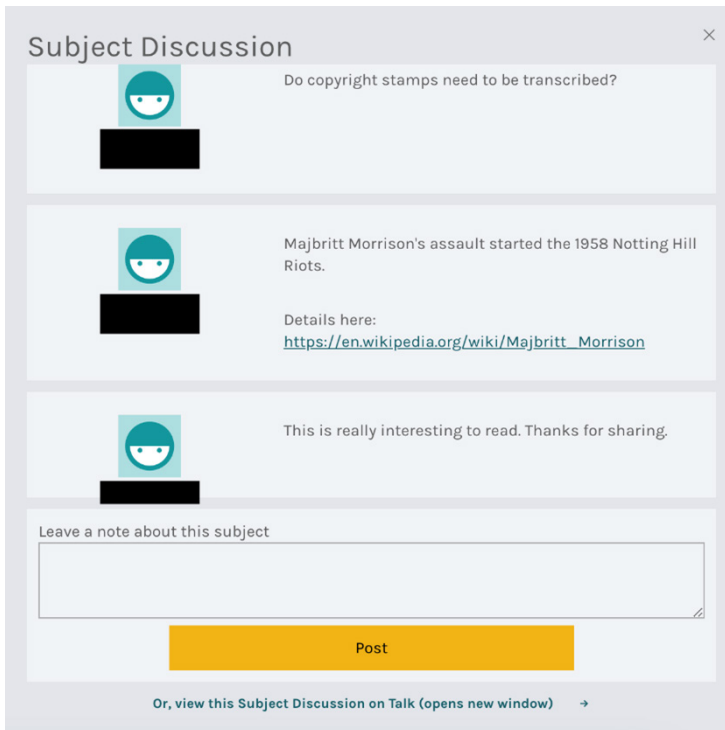 Subject Discussion
×
Do copyright stamps need to be transcribed?
Majbritt Morrison's assault started the 1958 Notting Hill
Riots.
Details here:
https://en.wikipedia.org/wiki/Majbritt_Morrison
This is really interesting to read. Thanks for sharing.
Leave a note about this subject
Post
Or, view this Subject Discussion on Talk (opens new window) →